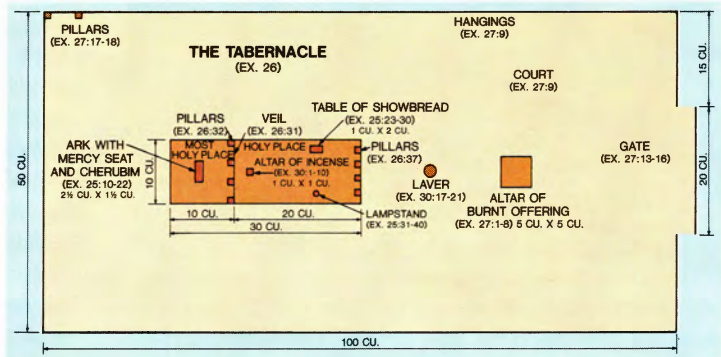 PILLARS
(EX. 27:17-18)
THE TABERNACLE
(EX. 26)
HANGINGS
(EX. 27:9)
COURT
(EX. 27:9)
15 CU.
50 CU.
PILLARS
(EX. 26:32)
VEIL
(EX. 26:31)
TABLE OF SHOWBREAD
(EX. 25:23-30)
1 CU. X 2 CU.
ARK WITH
MERCY SEAT
AND CHERUBIM
(EX. 25:10-22)
2½ CU. X 1½ CU.
10 CU.
MOST
HOLY PLACE
HOLY PLACE
ALTAR OF INCENSE
(EX. 30:1-10)
1 CU. X 1 CU.
PILLARS
(EX. 26:37)
LAVER
(EX. 30:17-21)
GATE
(EX. 27:13-16)
20 CU.
ALTAR OF
BURNT OFFERING
(EX. 27:1-8) 5 CU. X 5 CU.
LAMPSTAND
(EX. 25:31-40)
10 CU.
20 CU.
30 CU.
100 CU.